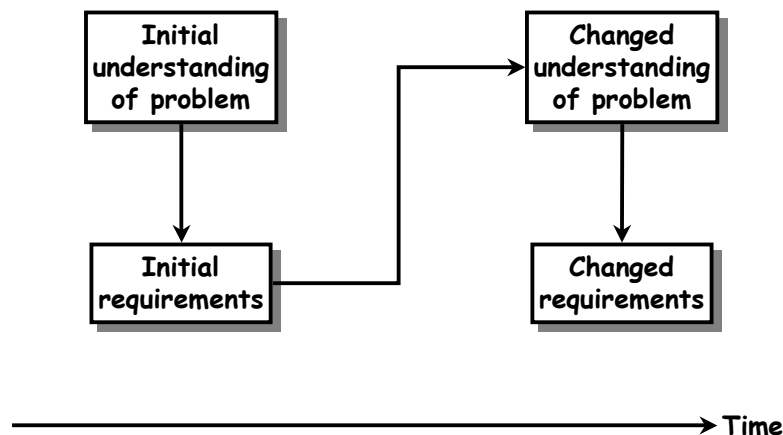 Initial
understanding
of problem
Changed
understanding
of problem
Initial
requirements
Changed
requirements
Time